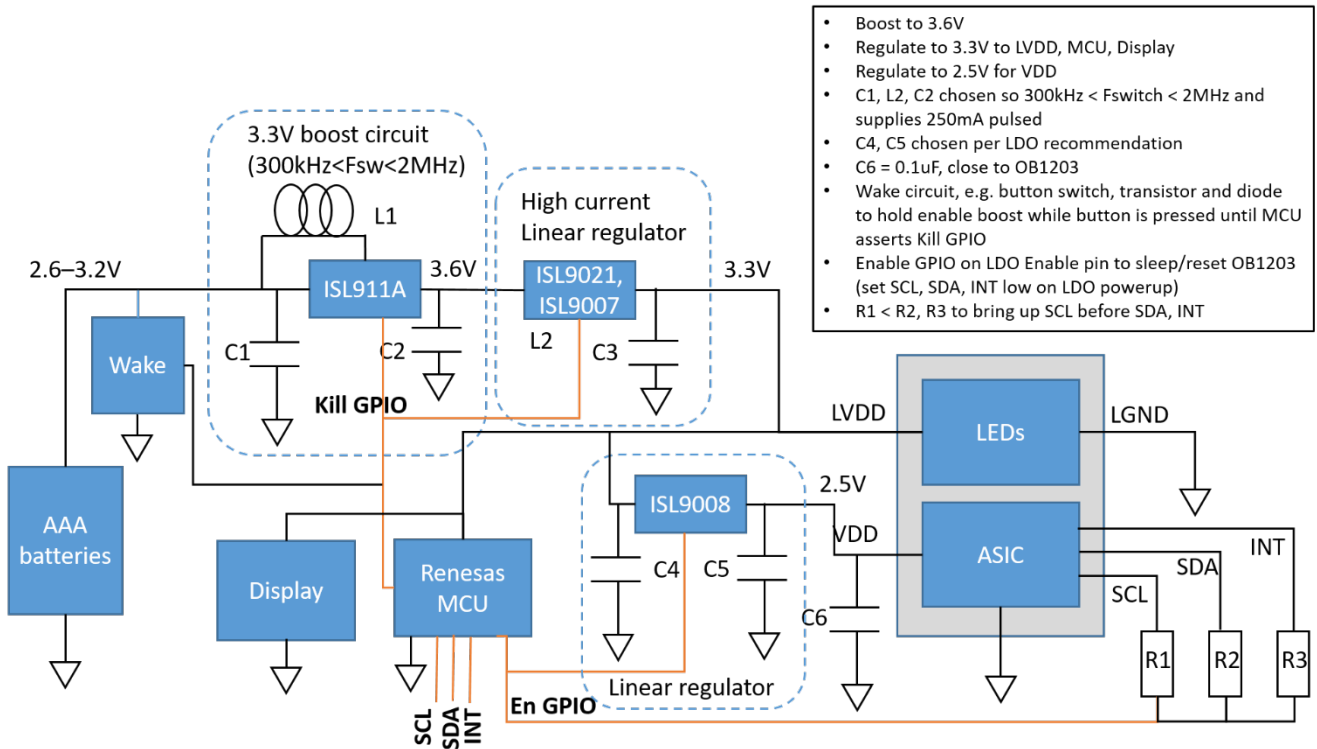 • Boost to 3.6V
• Regulate to 3.3V to LVDD, MCU, Display
• Regulate to 2.5V for VDD
• C1, L2, C2 chosen so 300kHz < Fswitch < 2MHz and
supplies 250mA pulsed
• C4, C5 chosen per LDO recommendation
• C6 = 0.1uF, close to OB1203
• Wake circuit, e.g. button switch, transistor and diode
to hold enable boost while button is pressed until MCU
asserts Kill GPIO
• Enable GPIO on LDO Enable pin to sleep/reset OB1203
(set SCL, SDA, INT low on LDO powerup)
• R1 < R2, R3 to bring up SCL before SDA, INT
3.3V boost circuit
(300kHz<Fsw<2MHz)
L1
High current
Linear regulator
2.6–3.2V
ISL911A
3.6V
ISL9021,
ISL9007
3.3V
C1
C2
L2
C3
Wake
Kill GPIO
LVDD
LEDs
LGND
AAA
batteries
Display
Renesas
MCU
ISL9008
2.5V
C4
C5
VDD
C6
ASIC
INT
SDA
SCL
R1
R2
R3
Linear regulator
En GPIO
SCL
SDA
INT